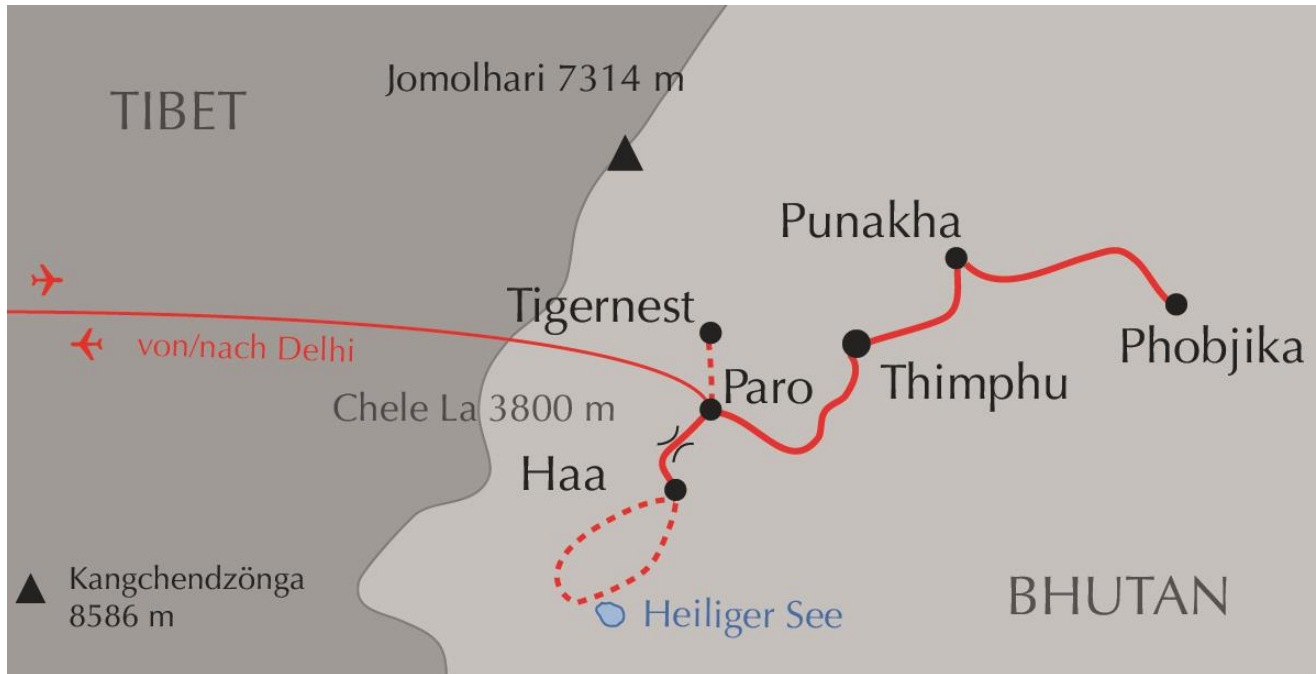 Jomolhari 7314 m
TIBET
Punakha
Tigernest
von/nach Delhi
Phobjika
Thimphu
Paro
Chele La 3800 m
Haa
Kangchendzönga
8586 m
BHUTAN
Heiliger See